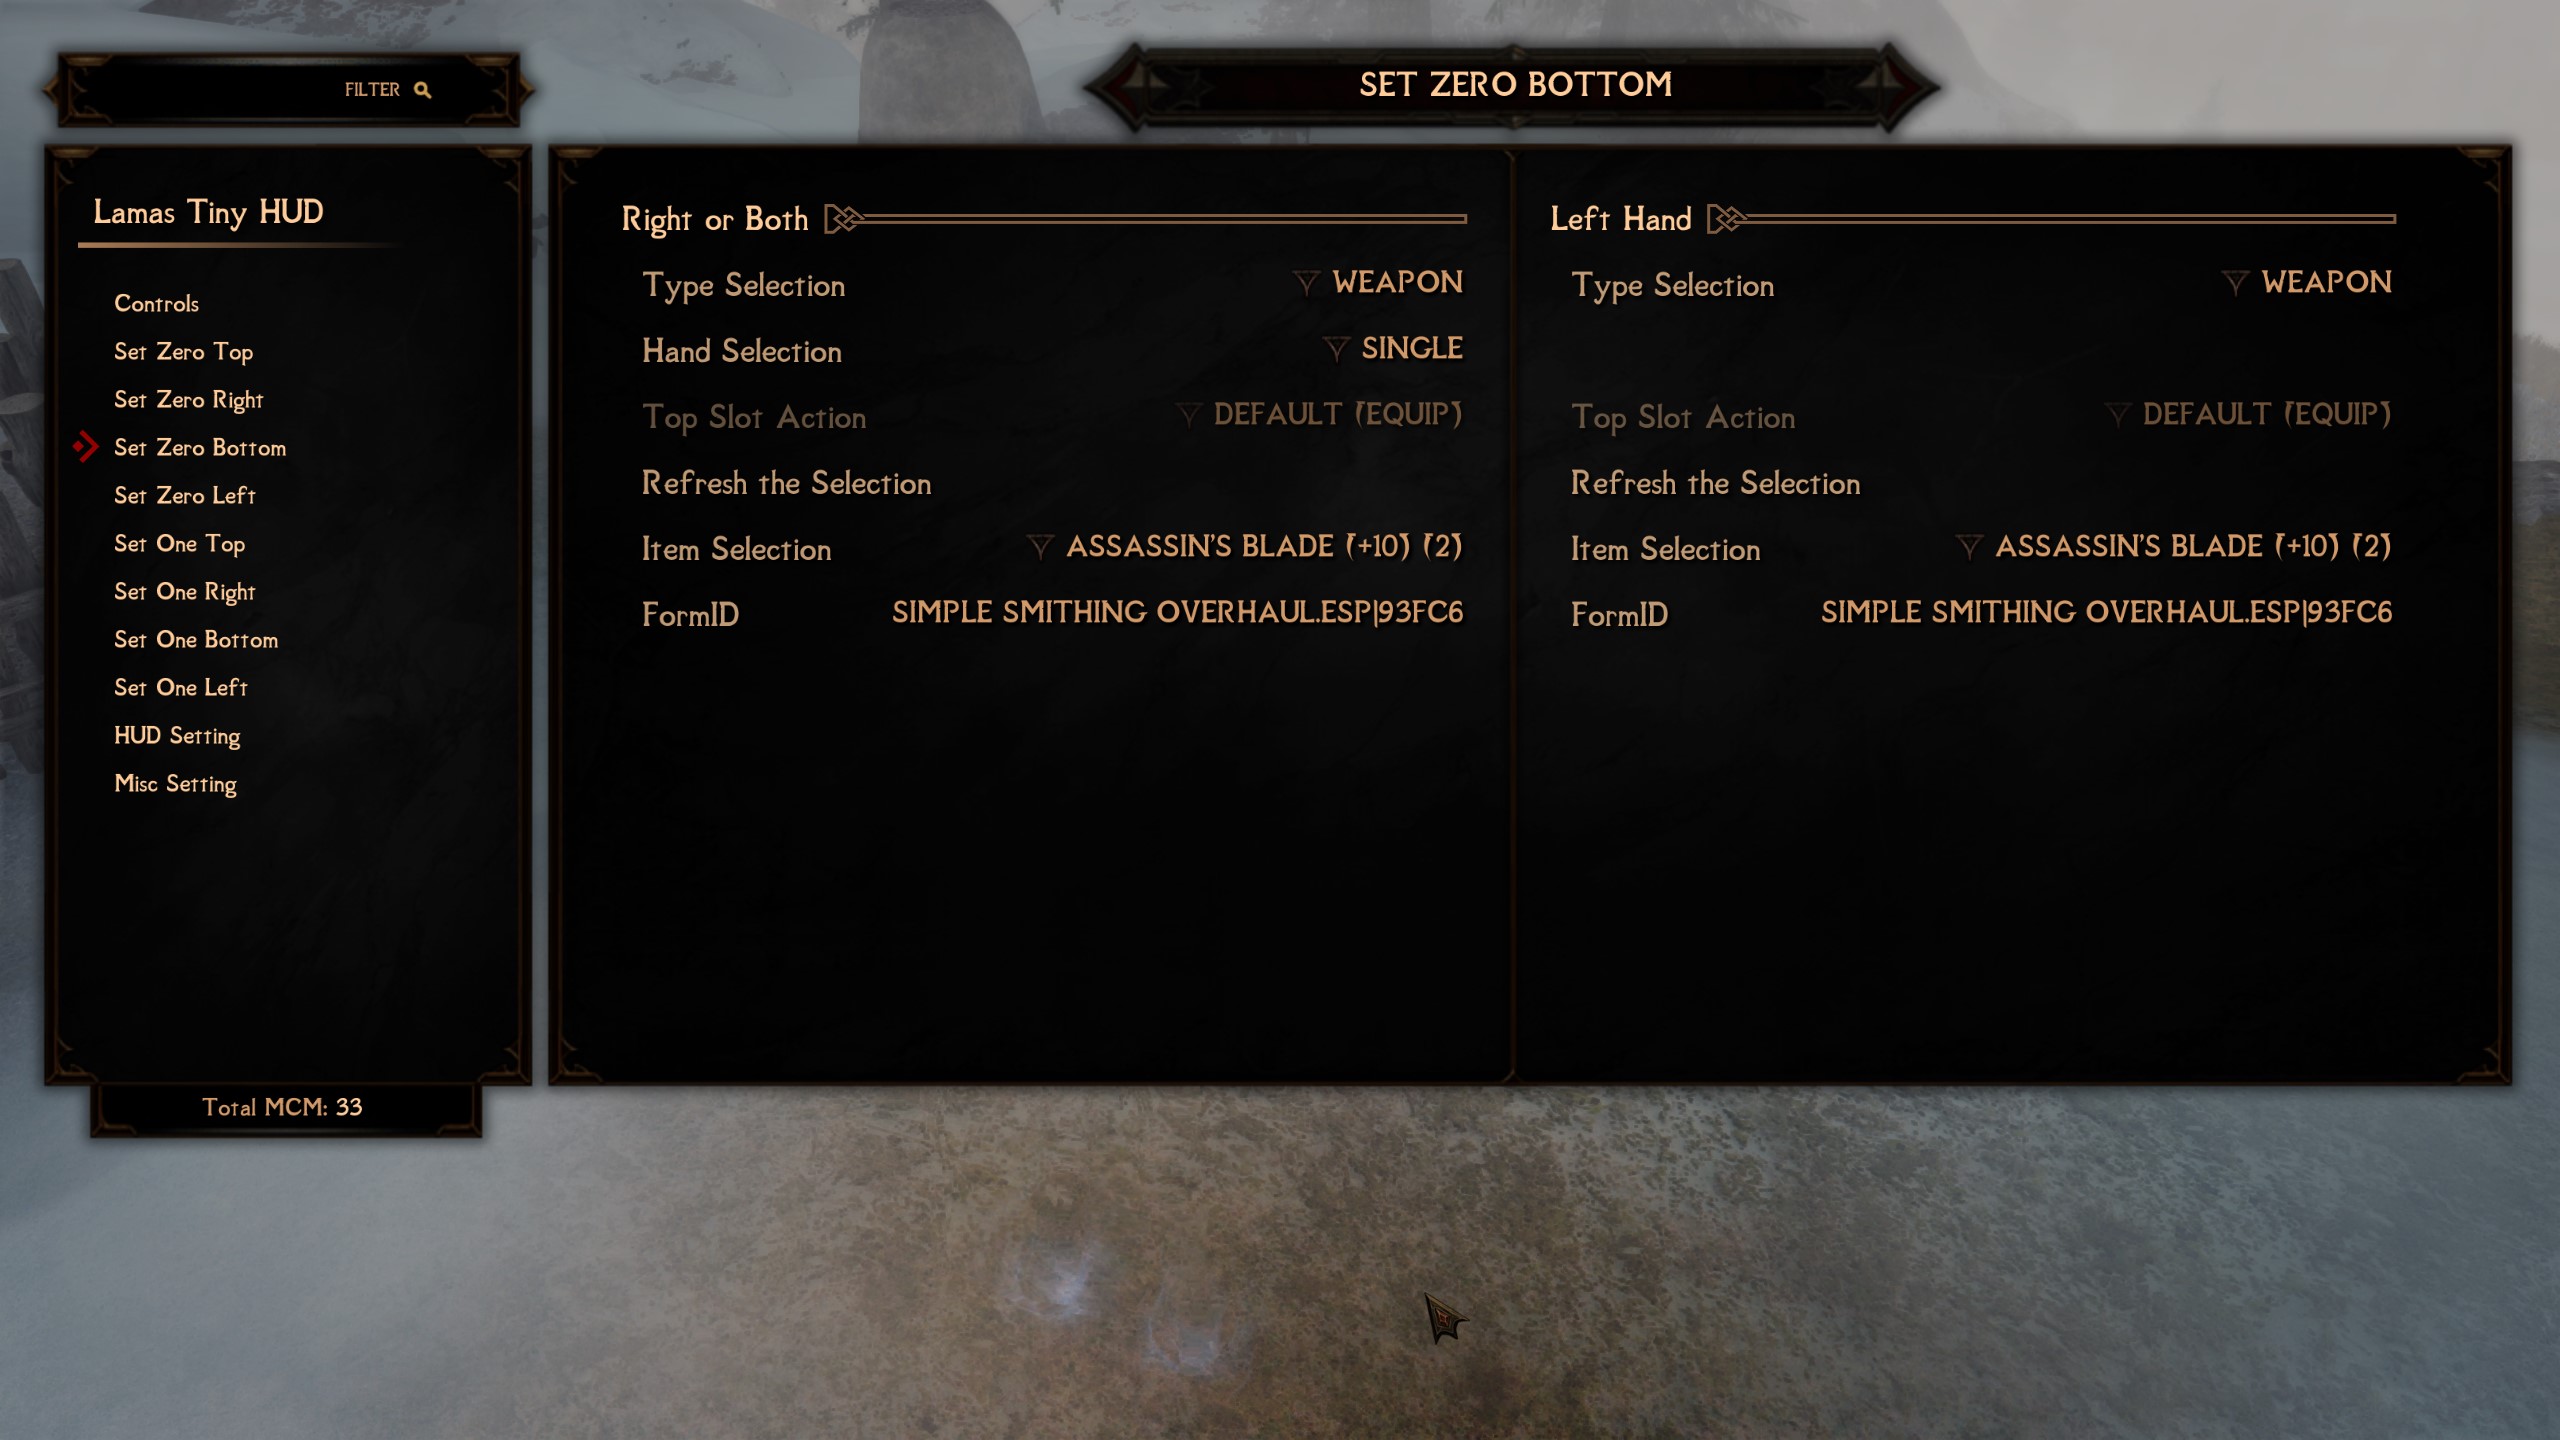 FILTER
SET ZERO BOTTOM
Lamas Tiny HUD
Controls
Set Zero Top
Set Zero Right
Set Zero Bottom
Set Zero Left
Set One Top
Set One Right
Set One Bottom
Set One Left
HUD Setting
Misc Setting
Total MCM: 33
Right or Both
Type Selection WEAPON
Hand Selection SINGLE
Top Slot Action DEFAULT (EQUIP)
Refresh the Selection
Item Selection ASSASSIN'S BLADE (+10) (2)
FormID SIMPLE SMITHING OVERHAUL.ESP|93FC6
Left Hand
Type Selection WEAPON
Top Slot Action DEFAULT (EQUIP)
Refresh the Selection
Item Selection ASSASSIN'S BLADE (+10) (2)
FormID SIMPLE SMITHING OVERHAUL.ESP|93FC6